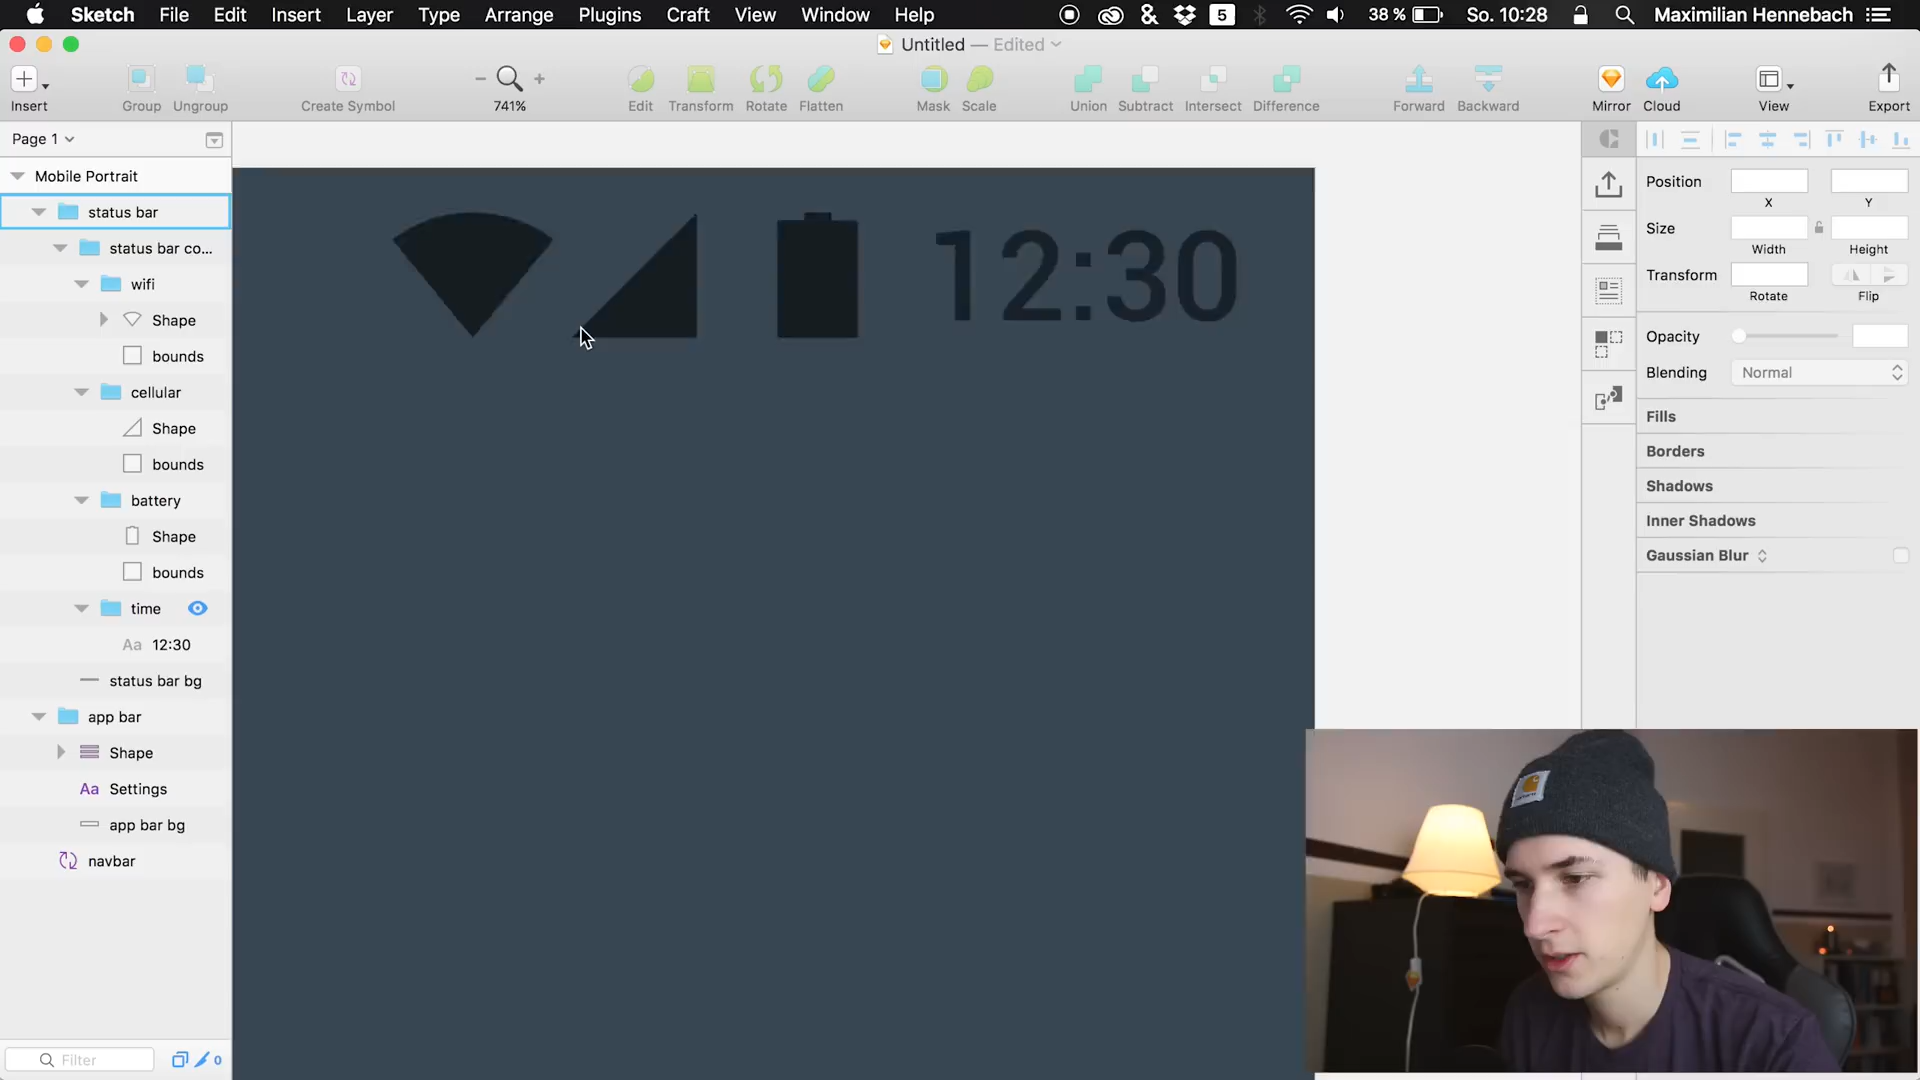 Sketch File Edit Insert Layer Type Arrange Plugins Craft View Window Help 5 38 % So. 10:28 Maximilian Hennebach
Untitled — Edited
Insert Group Ungroup Create Symbol 741% Edit Transform Rotate Flatten Mask Scale Union Subtract Intersect Difference Forward Backward Mirror Cloud View Export
Page 1
Mobile Portrait
status bar
status bar co...
wifi
Shape
bounds
cellular
Shape
bounds
battery
Shape
bounds
time
Aa 12:30
status bar bg
app bar
Shape
Aa Settings
app bar bg
navbar
Filter
0
12:30
Position
X Y
Size
Width Height
Transform
Rotate Flip
Opacity
Blending Normal
Fills
Borders
Shadows
Inner Shadows
Gaussian Blur